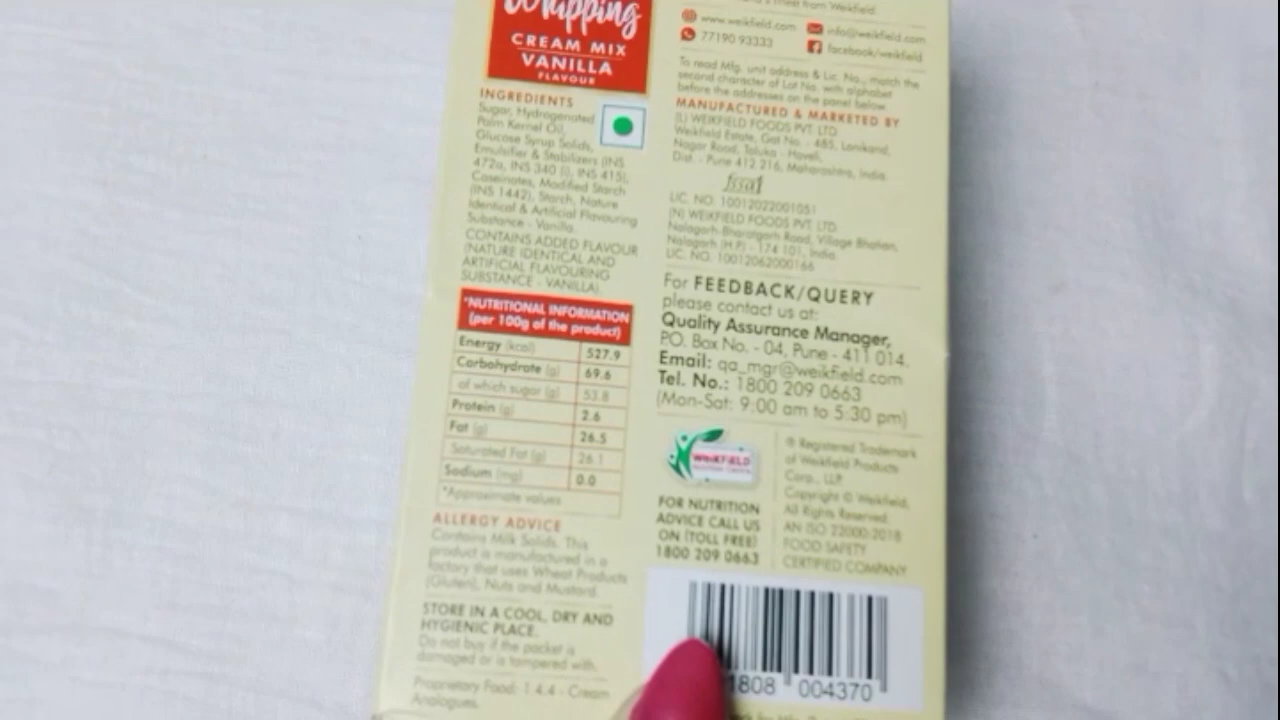 Whipping
CREAM MIX
VANILLA
FLAVOUR
INGREDIENTS
Sugar, Hydrogenated
Palm Kernel Oil,
Glucose Syrup Solids,
Emulsifier & Stabilizers (INS
472a, INS 340 (i), INS 415),
Caseinates, Modified Starch
(INS 1442), Starch, Nature
Identical & Artificial Flavouring
Substance - Vanilla.
CONTAINS ADDED FLAVOUR
(NATURE IDENTICAL AND
ARTIFICIAL FLAVOURING
SUBSTANCE - VANILLA)
*NUTRITIONAL INFORMATION
(per 100g of the product)
Energy (kcal) 527.9
Carbohydrate (g) 69.6
of which sugar (g) 53.8
Protein (g) 2.6
Fat (g) 26.5
Saturated Fat (g) 26.1
Sodium (mg) 0.0
*Approximate values
ALLERGY ADVICE
Contains Milk Solids. This
product is manufactured in a
factory that uses Wheat Products
(Gluten), Nuts and Mustard.
STORE IN A COOL, DRY AND
HYGIENIC PLACE.
Do not buy if the packet is
damaged or is tampered with.
Proprietary Food: 1.4.4 - Cream
Analogues.
from Weikfield.
www.weikfield.com info@weikfield.com
77190 93333 facebook/weikfield
To read Mfg. unit address & Lic. No., match the
second character of Lot No. with alphabet
before the addresses on the panel below
MANUFACTURED & MARKETED BY
(L) WEIKFIELD FOODS PVT. LTD.
Weikfield Estate, Gat No. - 485, Lonikand,
Nagar Road, Taluka - Haveli,
Dist. - Pune 412 216, Maharashtra, India.
fssai
LIC. NO. 10012022001051
(N) WEIKFIELD FOODS PVT. LTD.
Nalagarh-Bharatgarh Road, Village Bhatian,
Nalagarh (H.P) - 174 101, India.
LIC. NO. 10012062000166
For FEEDBACK/QUERY
please contact us at:
Quality Assurance Manager,
P.O. Box No. - 04, Pune - 411 014.
Email: qa_mgr@weikfield.com
Tel. No.: 1800 209 0663
(Mon-Sat: 9:00 am to 5:30 pm)
WeiKFiELD
FOR NUTRITION
ADVICE CALL US
ON (TOLL FREE)
1800 209 0663
® Registered Trademark
of Weikfield Products
Corp., LLP.
Copyright © Weikfield,
All Rights Reserved.
AN ISO 22000:2018
FOOD SAFETY
CERTIFIED COMPANY
1808 004370